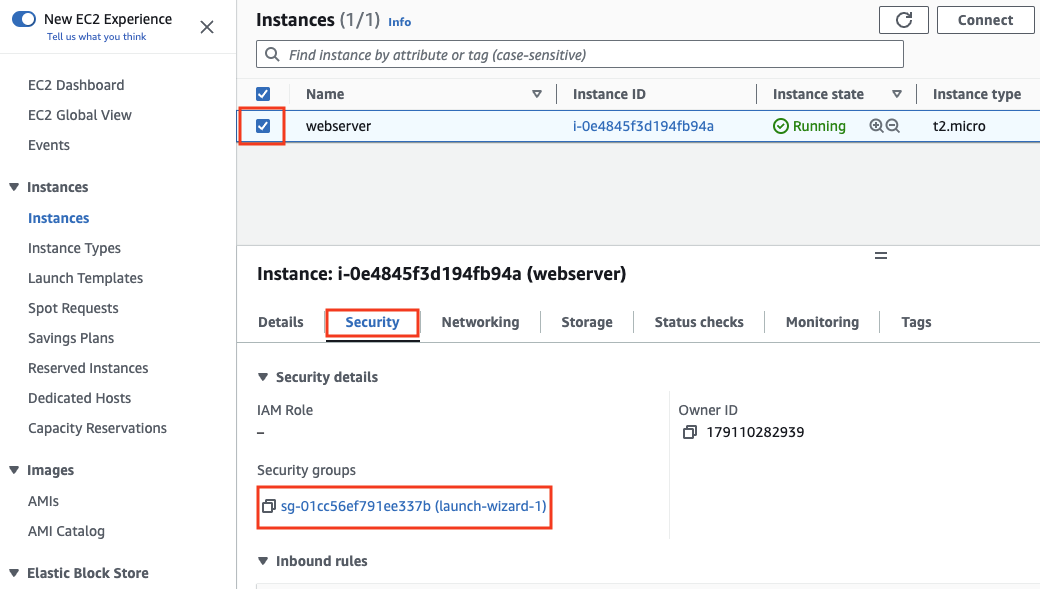 New EC2 Experience
Tell us what you think
EC2 Dashboard
EC2 Global View
Events
Instances
Instances
Instance Types
Launch Templates
Spot Requests
Savings Plans
Reserved Instances
Dedicated Hosts
Capacity Reservations
Images
AMIs
AMI Catalog
Elastic Block Store
Instances (1/1) Info
Connect
Find instance by attribute or tag (case-sensitive)
Name Instance ID Instance state Instance type
webserver i-0e4845f3d194fb94a Running t2.micro
Instance: i-0e4845f3d194fb94a (webserver)
Details Security Networking Storage Status checks Monitoring Tags
Security details
IAM Role
–
Owner ID
179110282939
Security groups
sg-01cc56ef791ee337b (launch-wizard-1)
Inbound rules